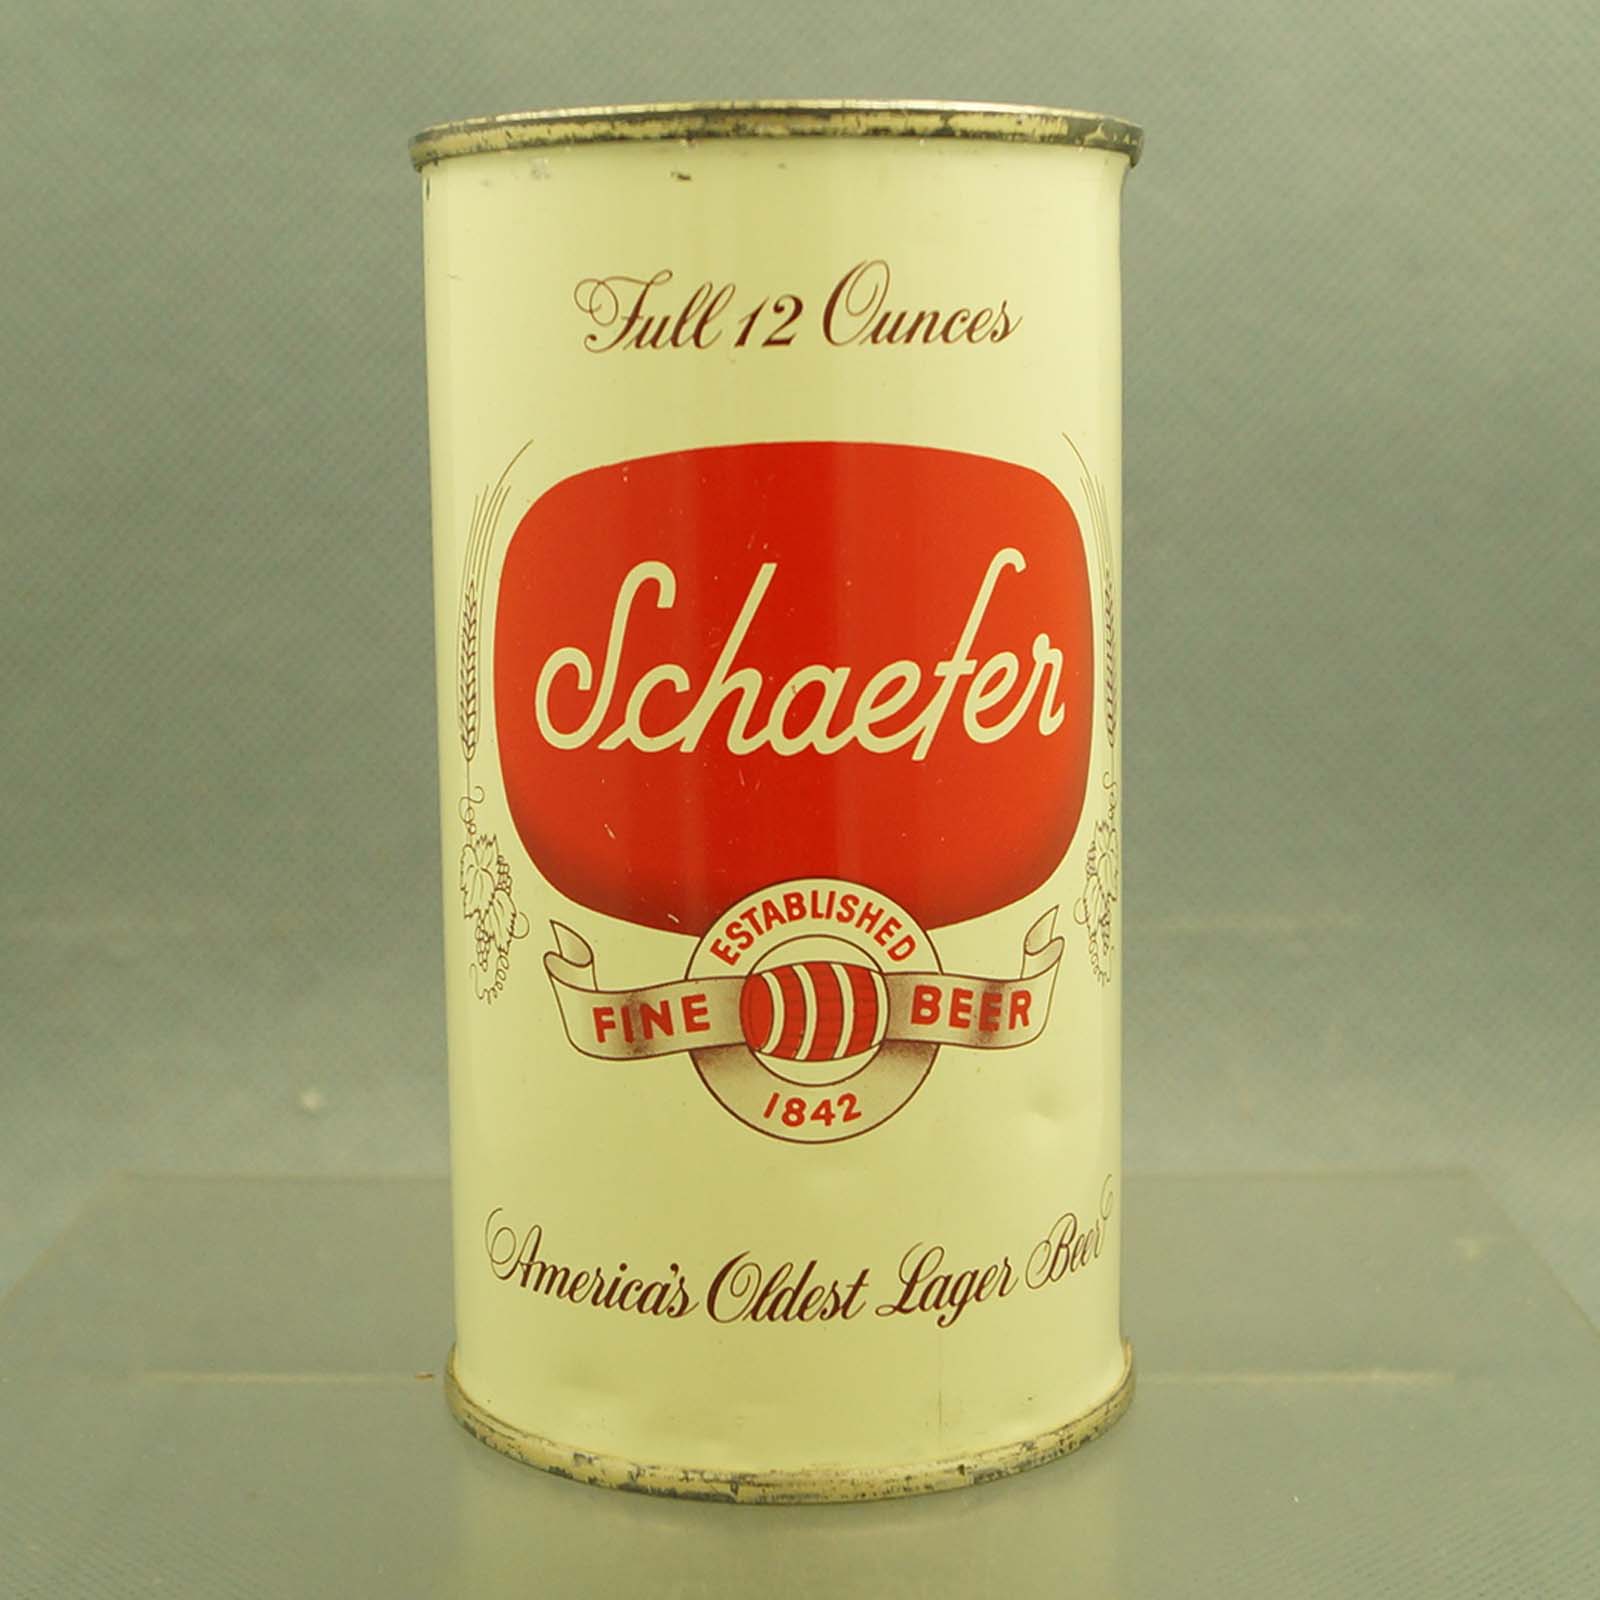 Full 12 Ounces
Schaefer
ESTABLISHED
FINE BEER
1842
America's Oldest Lager Beer